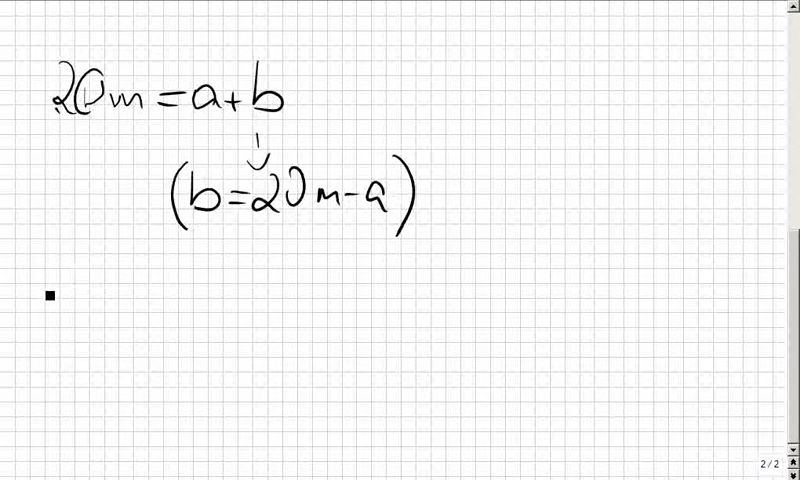 20m = a + b
(b = 20m - a)
2 / 2